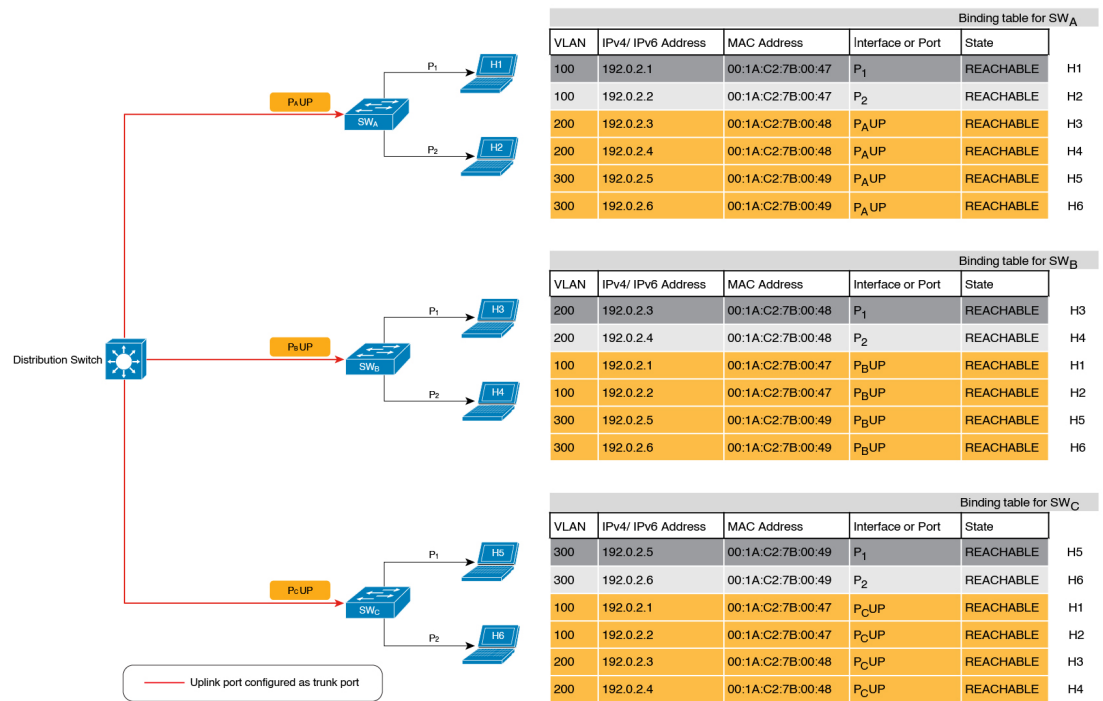 Binding table for SWA
VLAN IPv4/ IPv6 Address MAC Address Interface or Port State
100 192.0.2.1 00:1A:C2:7B:00:47 P1 REACHABLE H1
100 192.0.2.2 00:1A:C2:7B:00:47 P2 REACHABLE H2
200 192.0.2.3 00:1A:C2:7B:00:48 PAUP REACHABLE H3
200 192.0.2.4 00:1A:C2:7B:00:48 PAUP REACHABLE H4
300 192.0.2.5 00:1A:C2:7B:00:49 PAUP REACHABLE H5
300 192.0.2.6 00:1A:C2:7B:00:49 PAUP REACHABLE H6
P1
H1
PAUP
SWA
P2
H2
Binding table for SWB
VLAN IPv4/ IPv6 Address MAC Address Interface or Port State
200 192.0.2.3 00:1A:C2:7B:00:48 P1 REACHABLE H3
200 192.0.2.4 00:1A:C2:7B:00:48 P2 REACHABLE H4
100 192.0.2.1 00:1A:C2:7B:00:47 PBUP REACHABLE H1
100 192.0.2.2 00:1A:C2:7B:00:47 PBUP REACHABLE H2
300 192.0.2.5 00:1A:C2:7B:00:49 PBUP REACHABLE H5
300 192.0.2.6 00:1A:C2:7B:00:49 PBUP REACHABLE H6
P1
H3
Distribution Switch
PBUP
SWB
P2
H4
Binding table for SWC
VLAN IPv4/ IPv6 Address MAC Address Interface or Port State
300 192.0.2.5 00:1A:C2:7B:00:49 P1 REACHABLE H5
300 192.0.2.6 00:1A:C2:7B:00:49 P2 REACHABLE H6
100 192.0.2.1 00:1A:C2:7B:00:47 PCUP REACHABLE H1
100 192.0.2.2 00:1A:C2:7B:00:47 PCUP REACHABLE H2
200 192.0.2.3 00:1A:C2:7B:00:48 PCUP REACHABLE H3
200 192.0.2.4 00:1A:C2:7B:00:48 PCUP REACHABLE H4
P1
H5
PCUP
SWC
P2
H6
Uplink port configured as trunk port